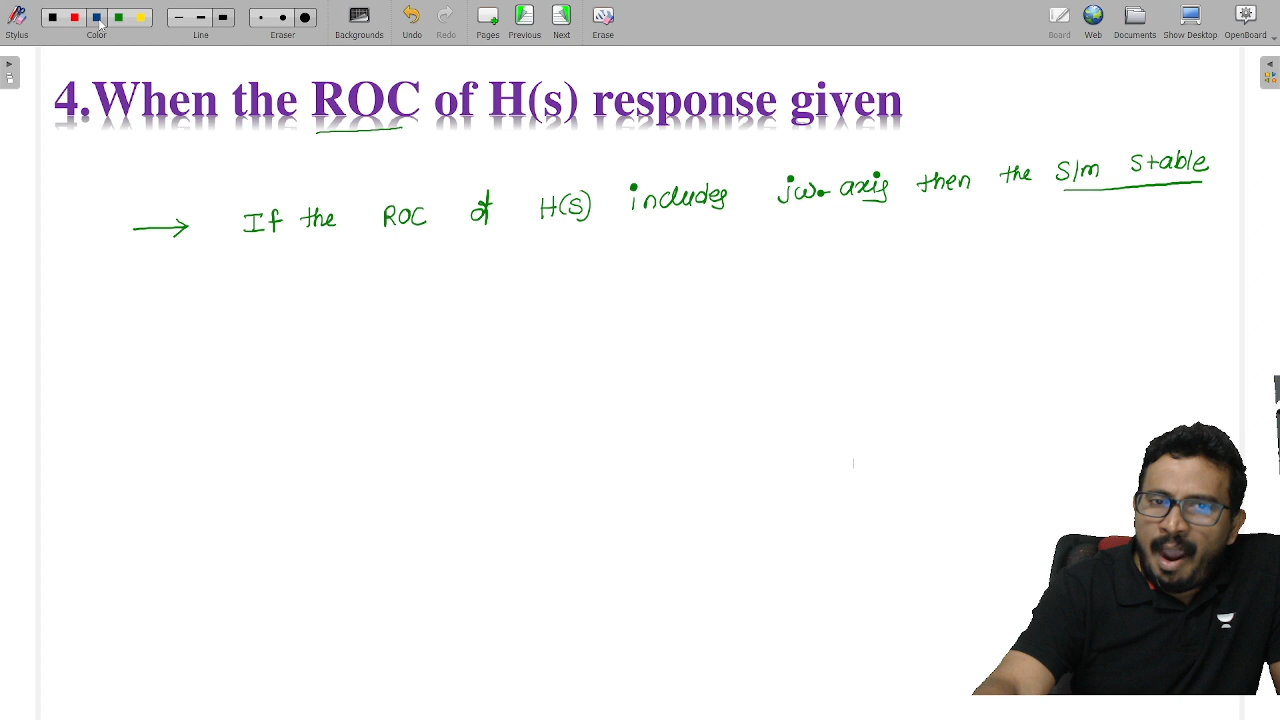 Stylus Color Line Eraser Backgrounds Undo Redo Pages Previous Next Erase Board Web Documents Show Desktop OpenBoard
4.When the ROC of H(s) response given
→ If the ROC of H(s) includes jω-axis then the S/m Stable